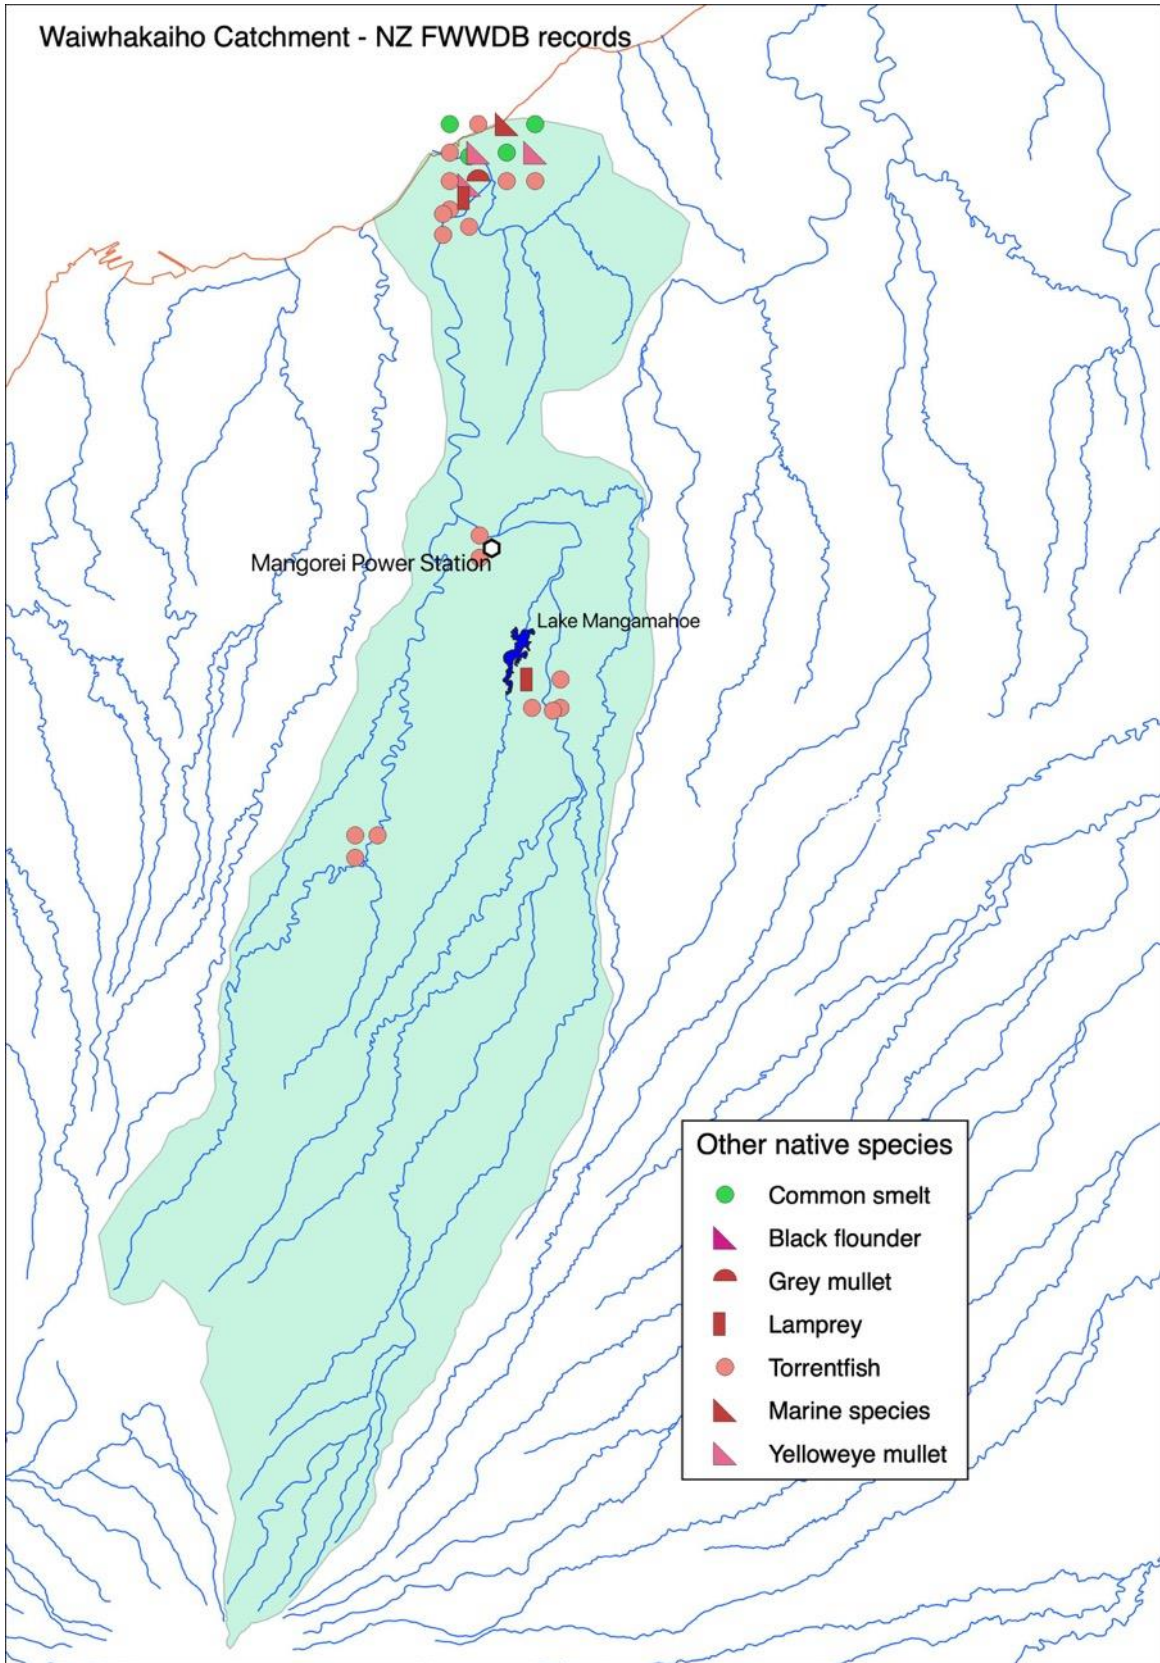 Waiwhakaiho Catchment - NZ FWWDB records
Mangorei Power Station
Lake Mangamahoe
Other native species
Common smelt
Black flounder
Grey mullet
Lamprey
Torrentfish
Marine species
Yelloweye mullet